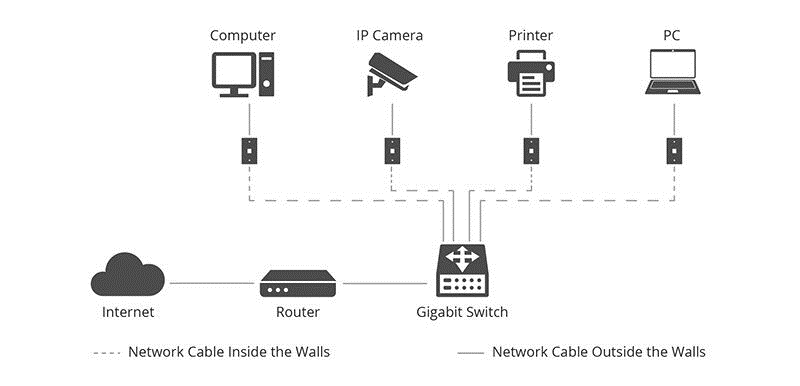 Computer
IP Camera
Printer
PC
Internet
Router
Gigabit Switch
Network Cable Inside the Walls
Network Cable Outside the Walls